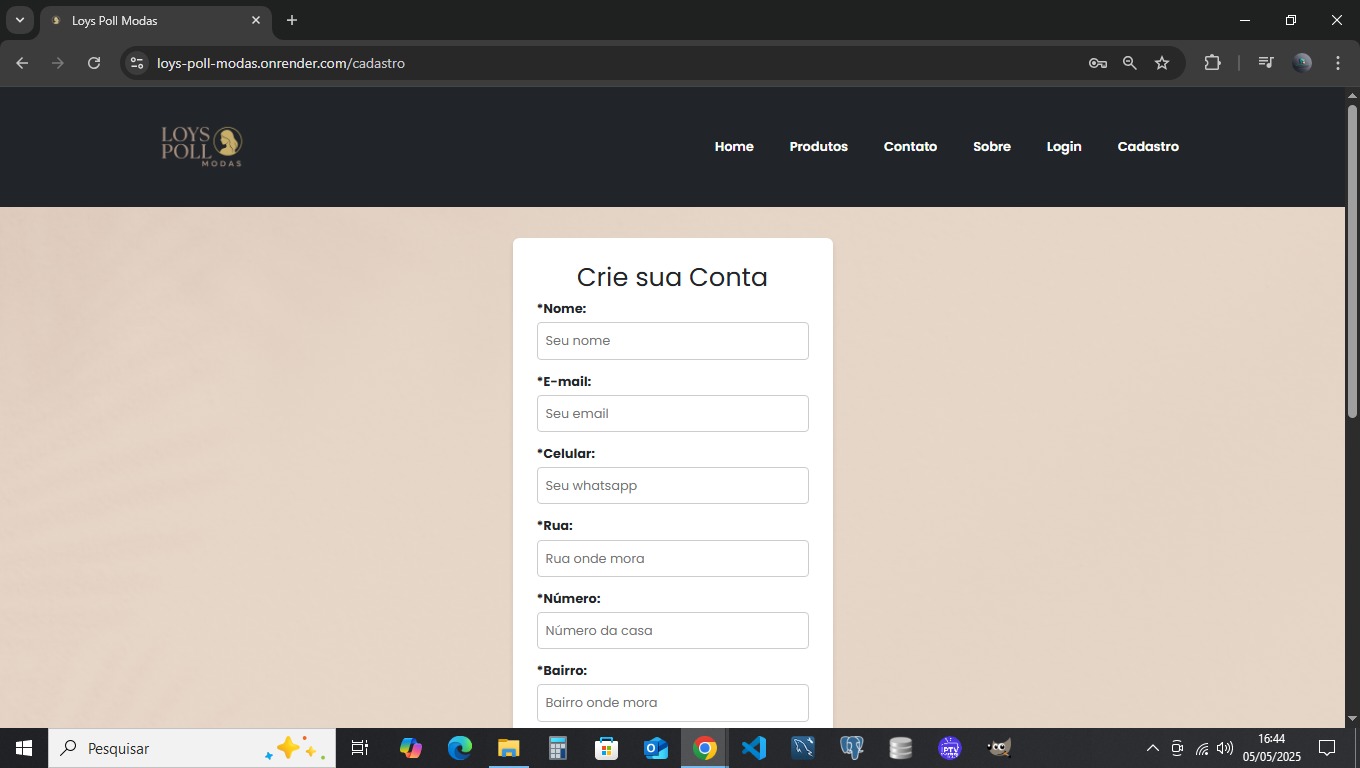 Loys Poll Modas
loys-poll-modas.onrender.com/cadastro
LOYS
POLL
MODAS
Home Produtos Contato Sobre Login Cadastro
Crie sua Conta
*Nome:
Seu nome
*E-mail:
Seu email
*Celular:
Seu whatsapp
*Rua:
Rua onde mora
*Número:
Número da casa
*Bairro:
Bairro onde mora
Pesquisar
16:44
05/05/2025